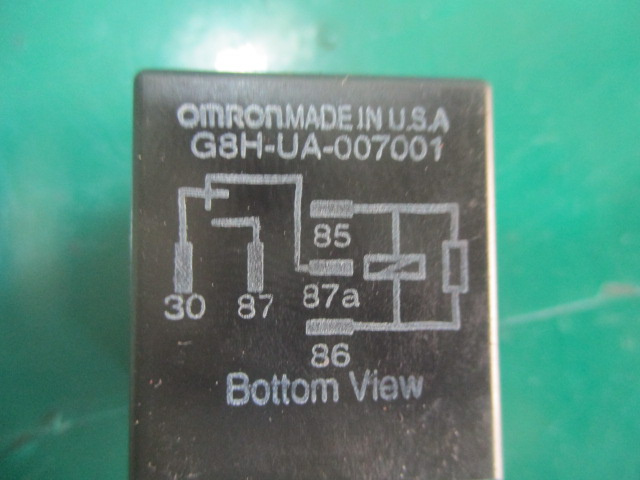 omron MADE IN U.S.A
G8H-UA-007001
85
30 87 87a
86
Bottom View